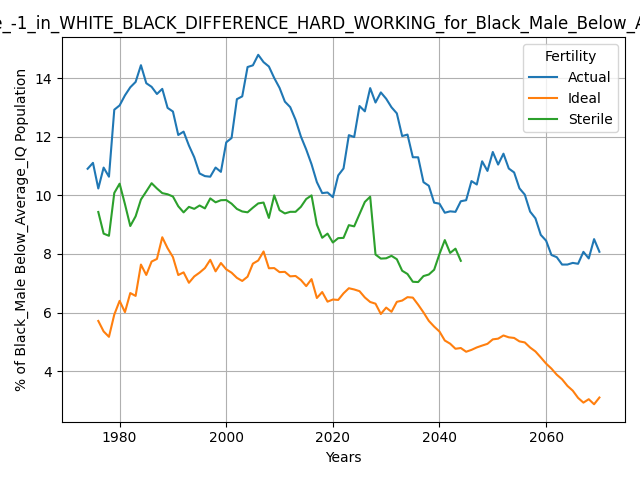 e_-1_in_WHITE_BLACK_DIFFERENCE_HARD_WORKING_for_Black_Male_Below_A
Fertility
Actual
Ideal
Sterile
% of Black_Male Below_Average_IQ Population
14
12
10
8
6
4
1980 2000 2020 2040 2060
Years